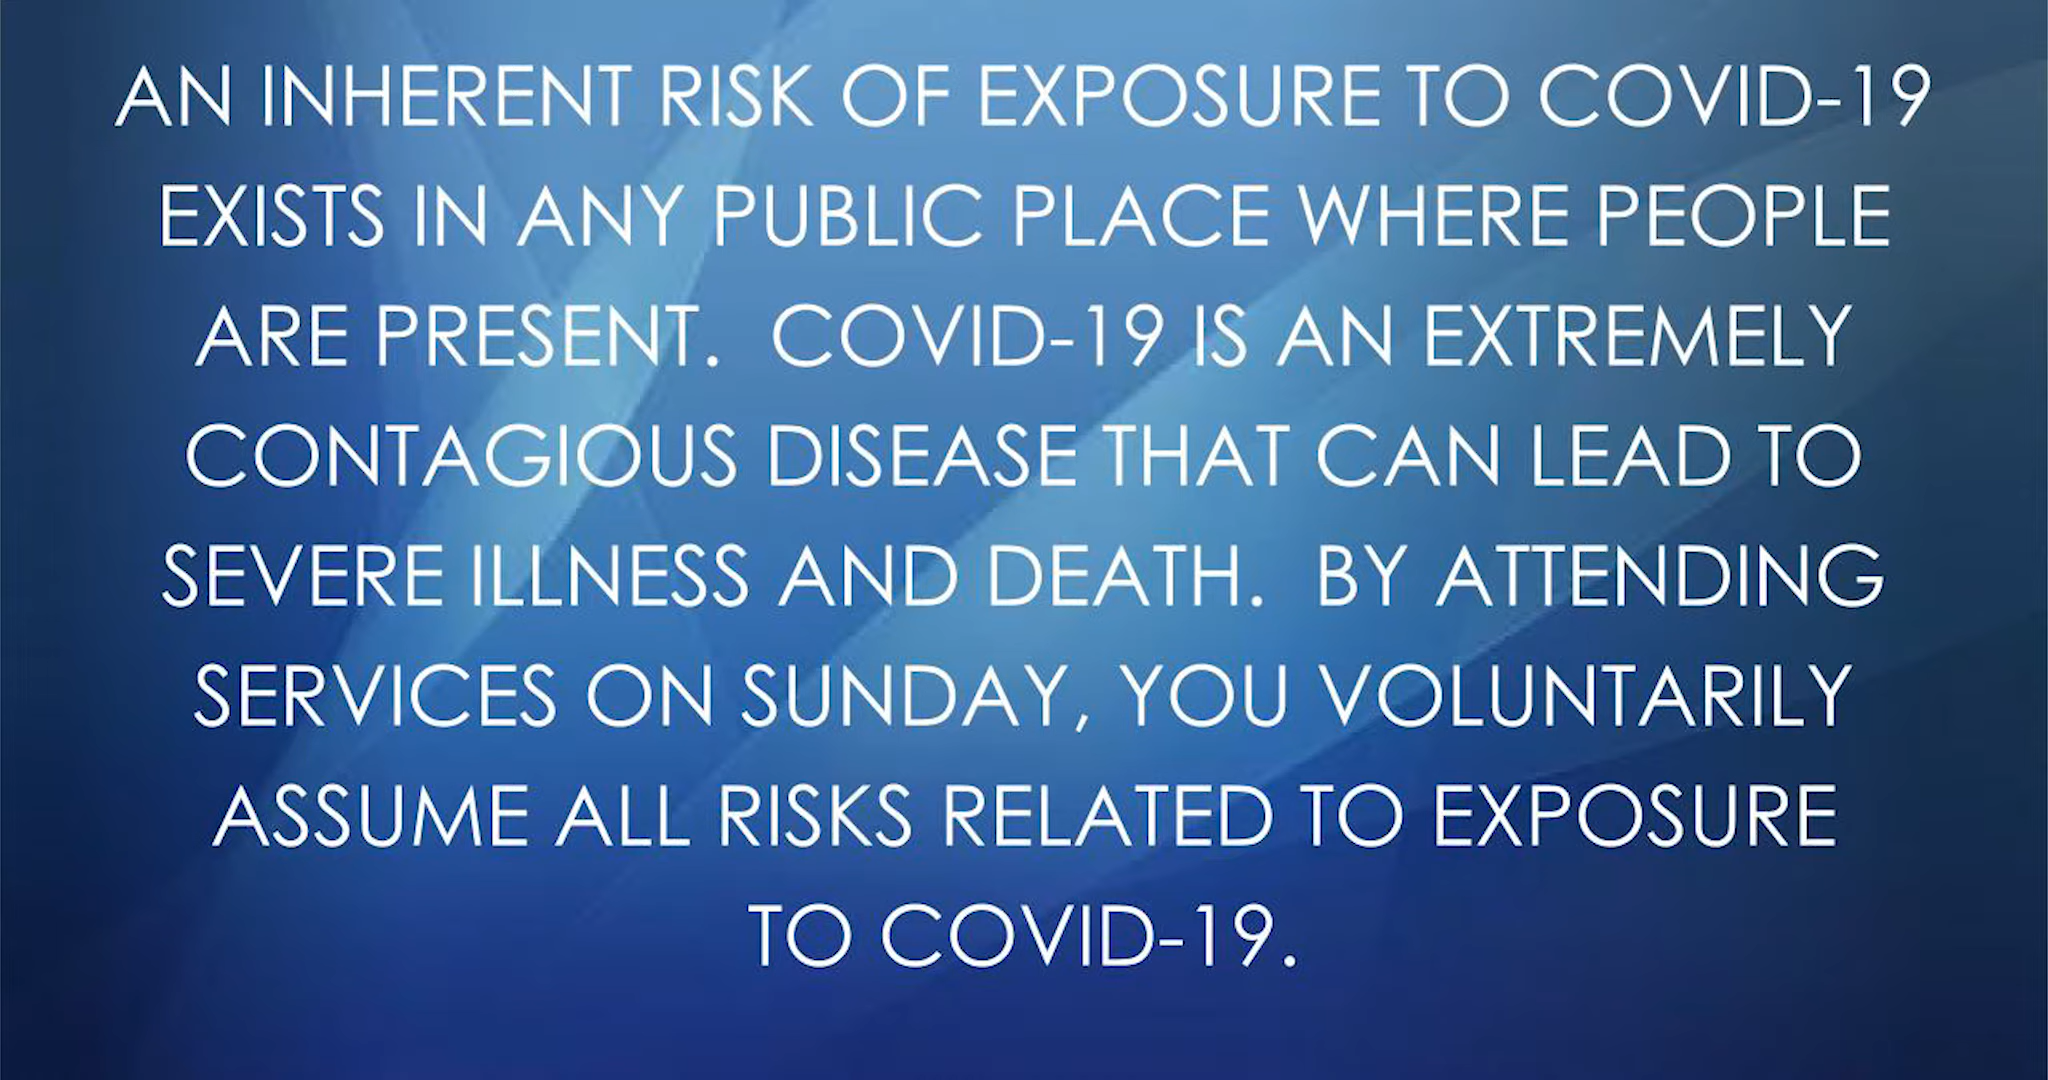 AN INHERENT RISK OF EXPOSURE TO COVID-19
EXISTS IN ANY PUBLIC PLACE WHERE PEOPLE
ARE PRESENT.  COVID-19 IS AN EXTREMELY
CONTAGIOUS DISEASE THAT CAN LEAD TO
SEVERE ILLNESS AND DEATH.  BY ATTENDING
SERVICES ON SUNDAY, YOU VOLUNTARILY
ASSUME ALL RISKS RELATED TO EXPOSURE
TO COVID-19.